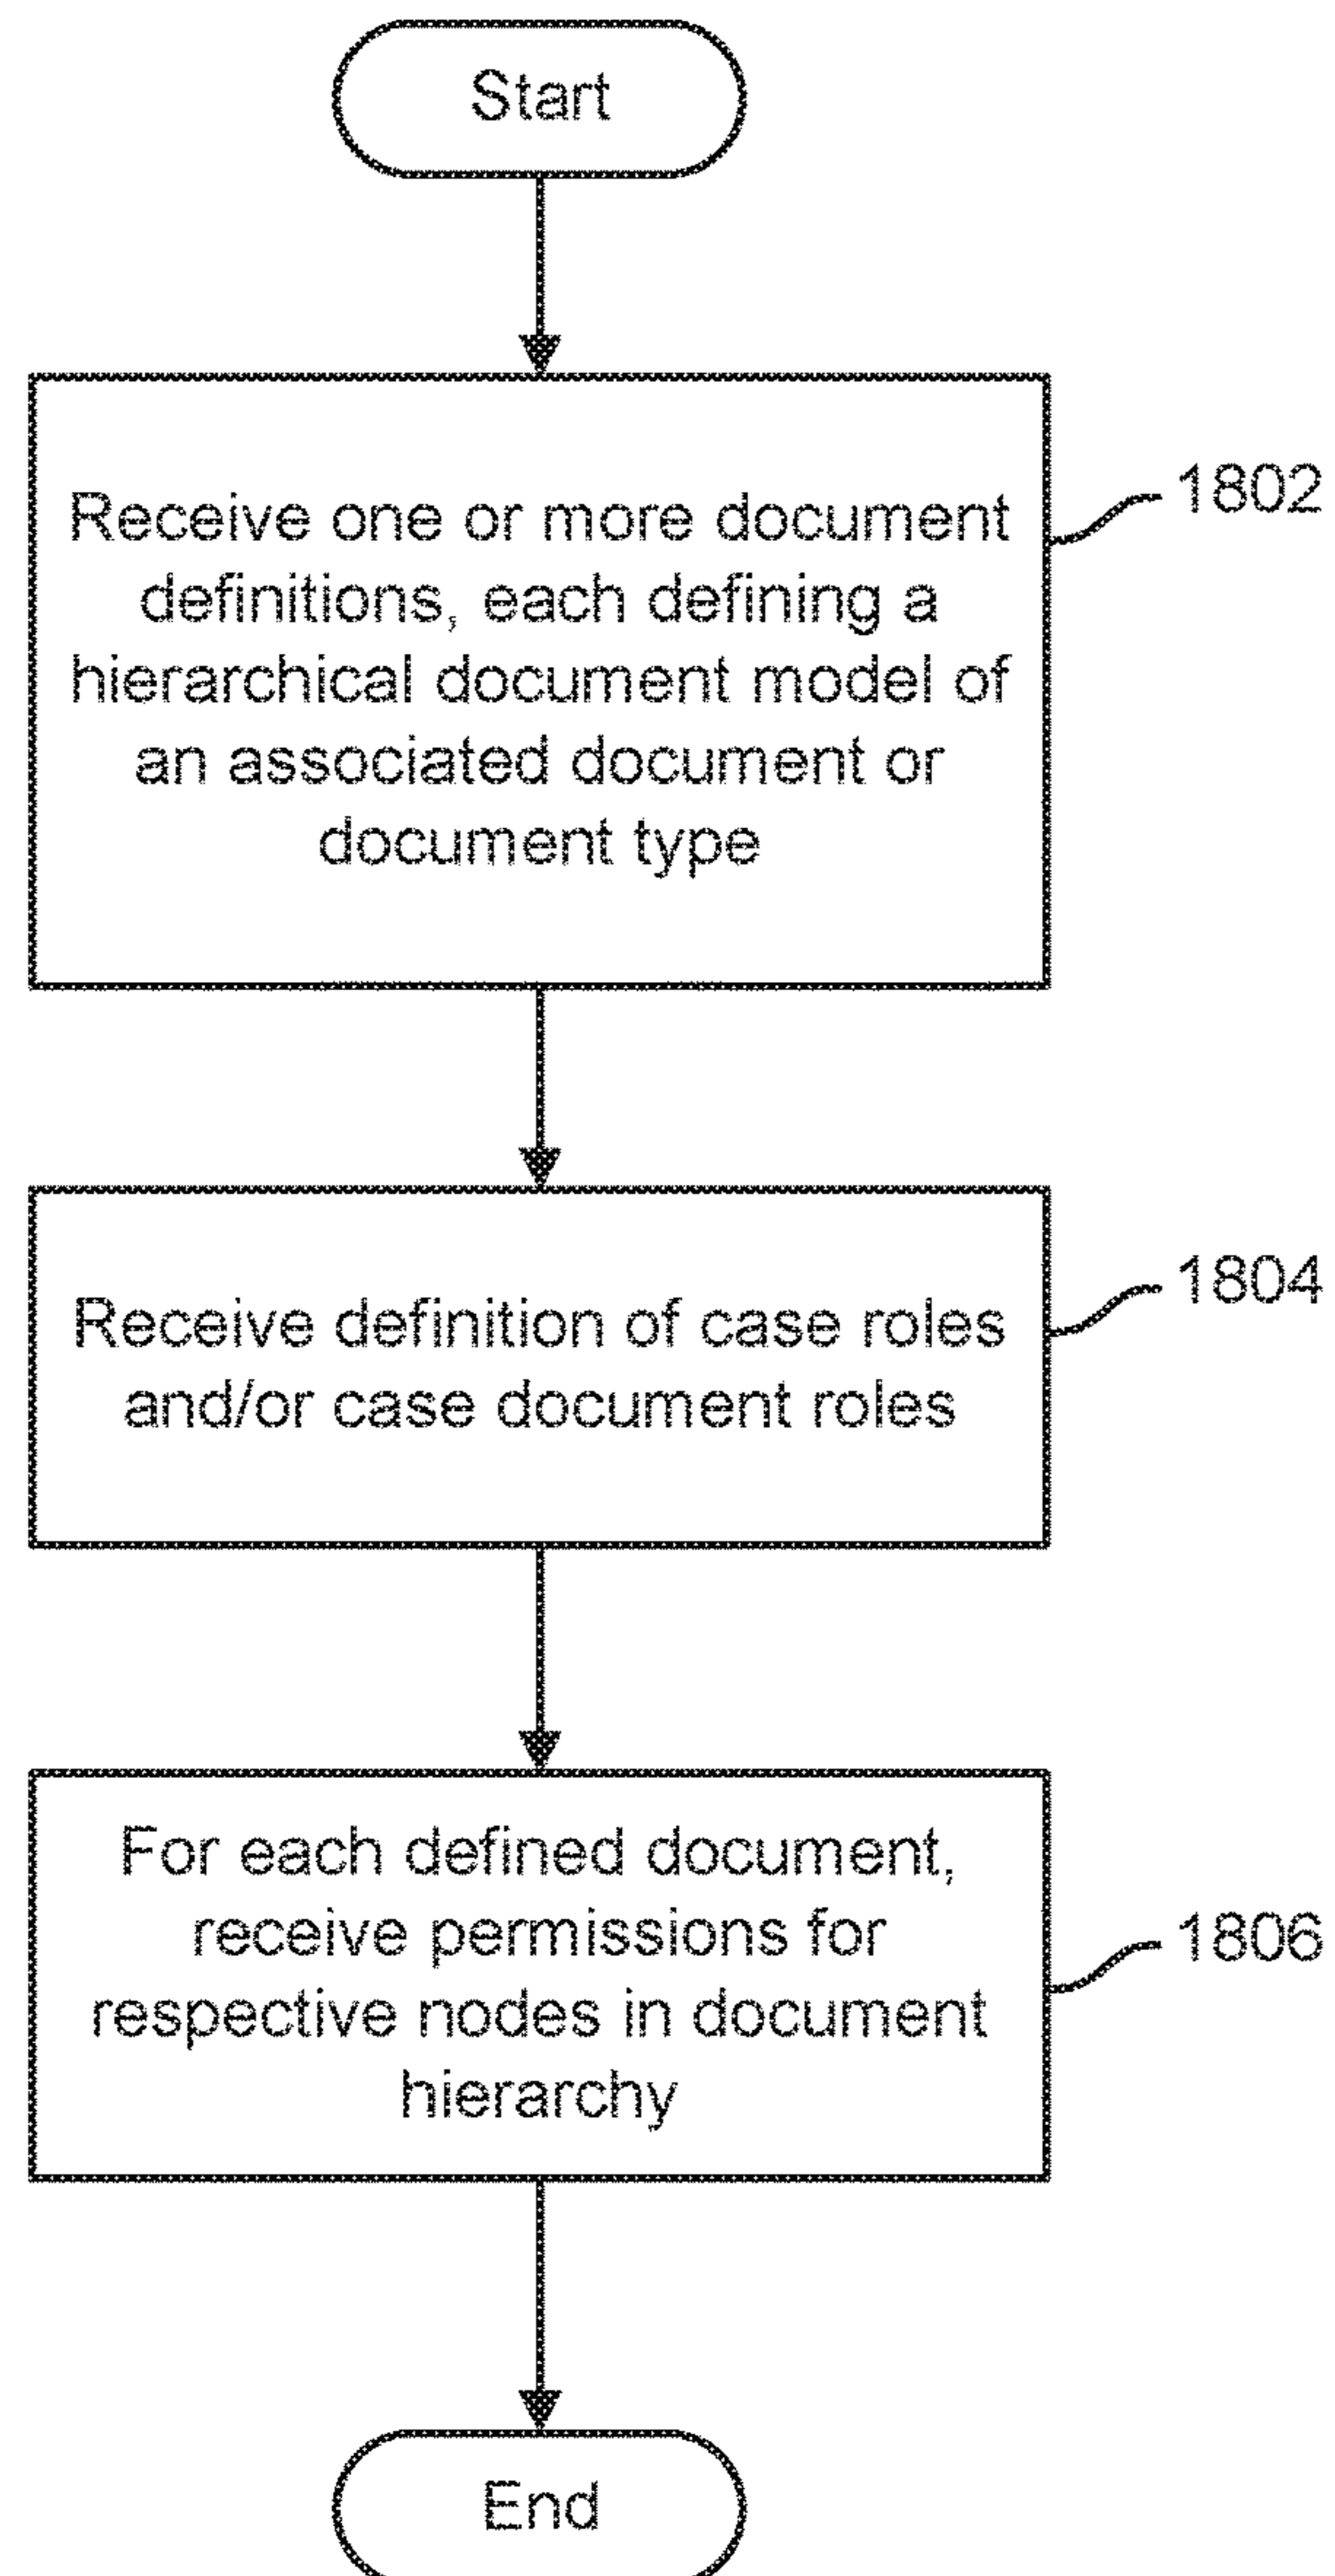 Start
Receive one or more document
definitions, each defining a
hierarchical document model of
an associated document or
document type
1802
Receive definition of case roles
and/or case document roles
1804
For each defined document,
receive permissions for
respective nodes in document
hierarchy
1806
End